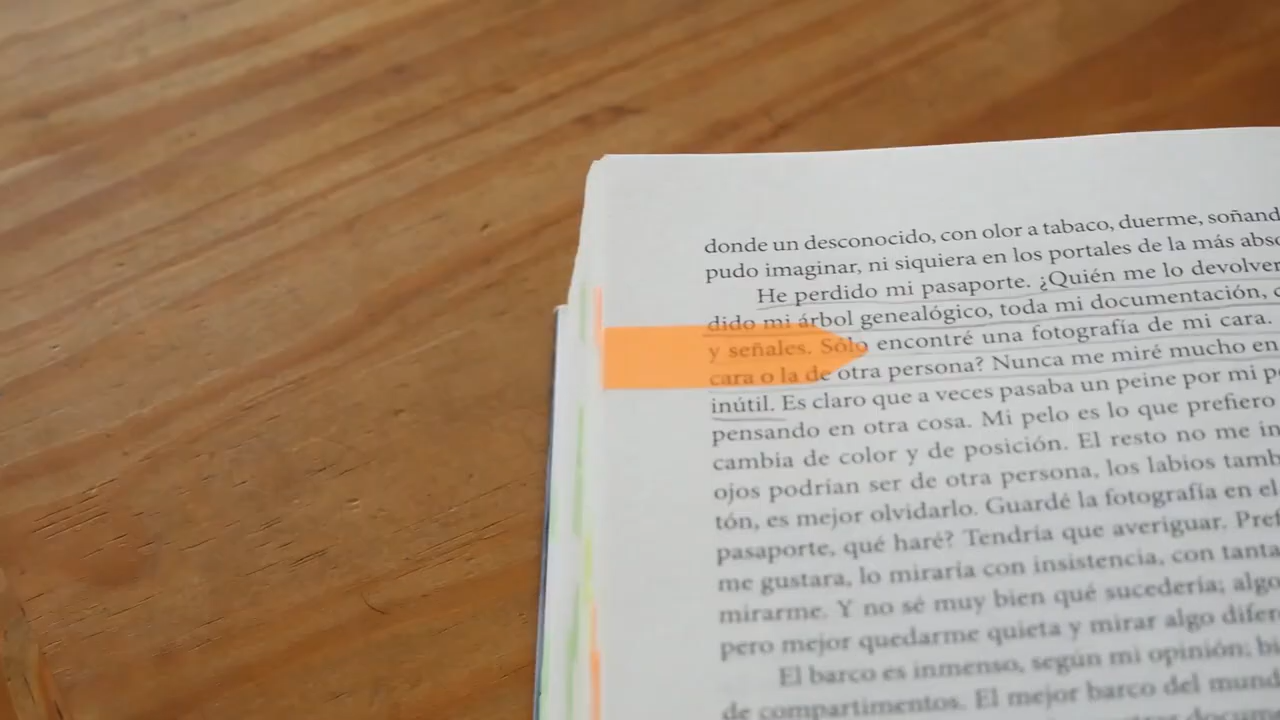 donde un desconocido, con olor a tabaco, duerme, soñand
pudo imaginar, ni siquiera en los portales de la más abso
He perdido mi pasaporte. ¿Quién me lo devolver
dido mi árbol genealógico, toda mi documentación, c
y señales. Sólo encontré una fotografía de mi cara.
cara o la de otra persona? Nunca me miré mucho en
inútil. Es claro que a veces pasaba un peine por mi pe
pensando en otra cosa. Mi pelo es lo que prefiero
cambia de color y de posición. El resto no me in
ojos podrían ser de otra persona, los labios tamb
tón, es mejor olvidarlo. Guardé la fotografía en el
pasaporte, qué haré? Tendría que averiguar. Pref
me gustara, lo miraría con insistencia, con tanta
mirarme. Y no sé muy bien qué sucedería; algo
pero mejor quedarme quieta y mirar algo difer
El barco es inmenso, según mi opinión; bi
de compartimentos. El mejor barco del mund